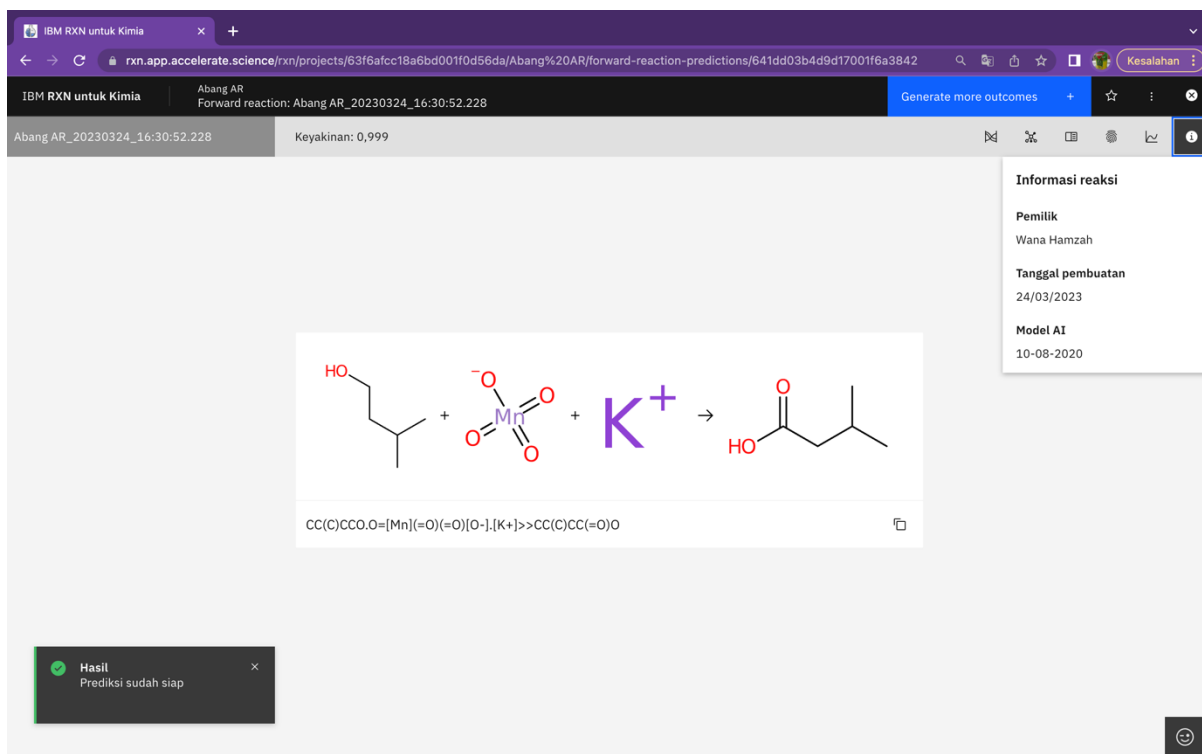 IBM RXN untuk Kimia
rxn.app.accelerate.science/rxn/projects/63f6afcc18a6bd001f0d56da/Abang%20AR/forward-reaction-predictions/641dd03b4d9d17001f6a3842
Kesalahan
IBM RXN untuk Kimia
Abang AR
Forward reaction: Abang AR_20230324_16:30:52.228
Generate more outcomes +
Abang AR_20230324_16:30:52.228
Keyakinan: 0,999
Informasi reaksi
Pemilik
Wana Hamzah
Tanggal pembuatan
24/03/2023
Model AI
10-08-2020
HO + -O Mn O O O + K+ → O HO
CC(C)CCO.O=[Mn](=O)(=O)[O-].[K+]>>CC(C)CC(=O)O
Hasil
Prediksi sudah siap